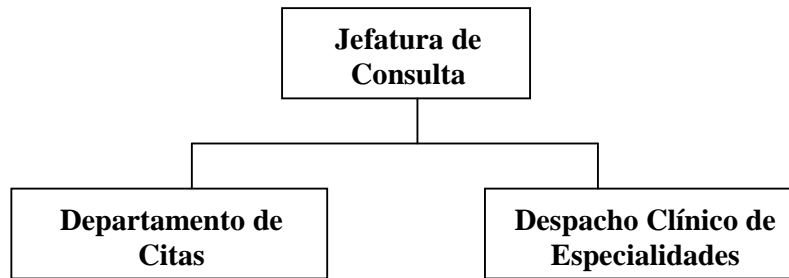 Jefatura de
Consulta
Departamento de
Citas
Despacho Clínico de
Especialidades